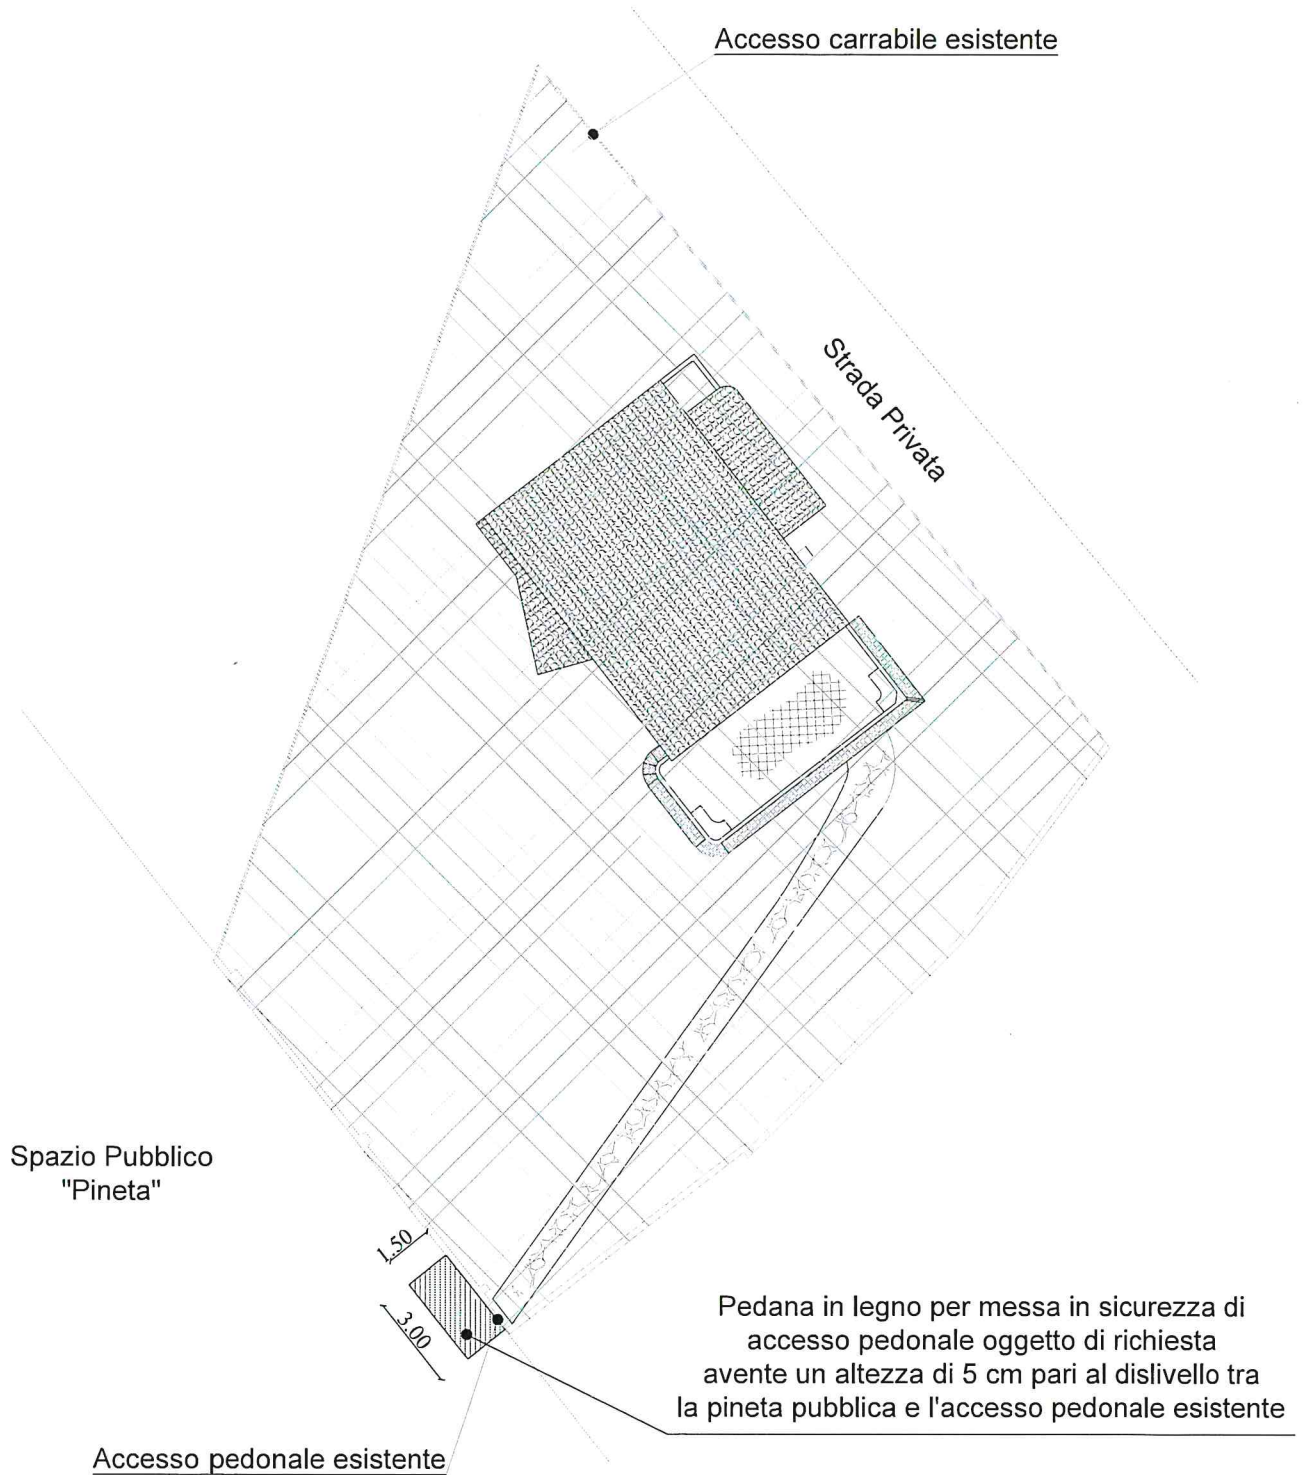 Accesso carrabile esistente
Strada Privata
Spazio Pubblico
"Pineta"
1.50
3.00
Pedana in legno per messa in sicurezza di
accesso pedonale oggetto di richiesta
avente un altezza di 5 cm pari al dislivello tra
la pineta pubblica e l'accesso pedonale esistente
Accesso pedonale esistente